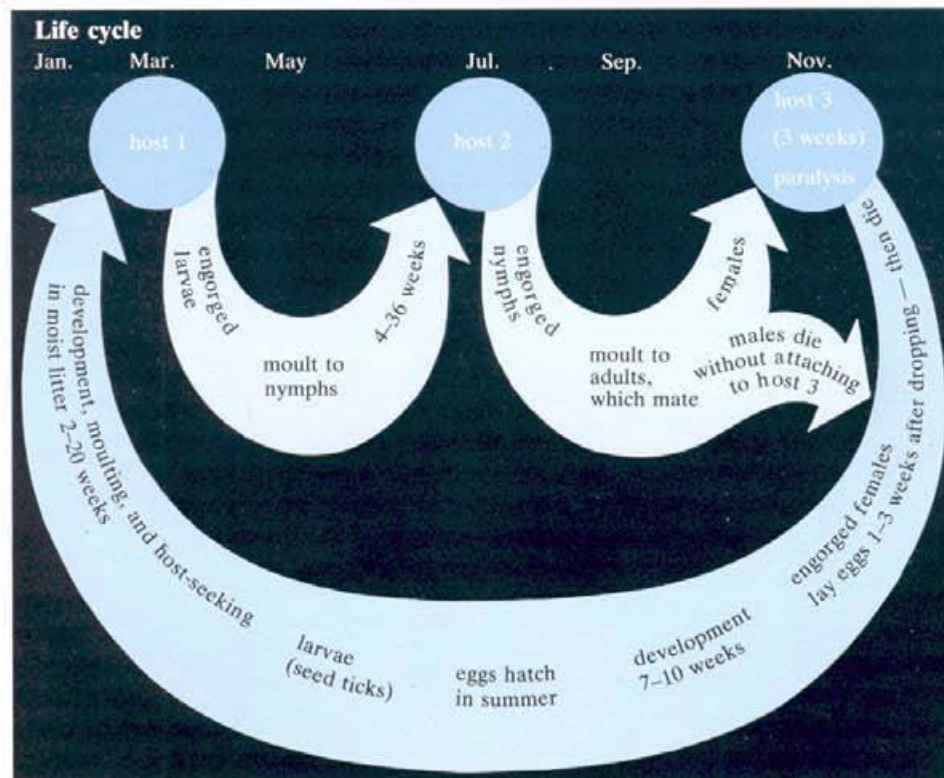 Life cycle
Jan. Mar. May Jul. Sep. Nov.
host 1
host 2
host 3
(3 weeks)
paralysis
engorged
larvae
moult to
nymphs
4–36 weeks
engorged
nymphs
moult to
adults,
which mate
females
males die
without attaching
to host 3
engorged females
lay eggs 1–3 weeks after dropping — then die
development
7–10 weeks
eggs hatch
in summer
larvae
(seed ticks)
development, moulting, and host-seeking
in moist litter 2–20 weeks